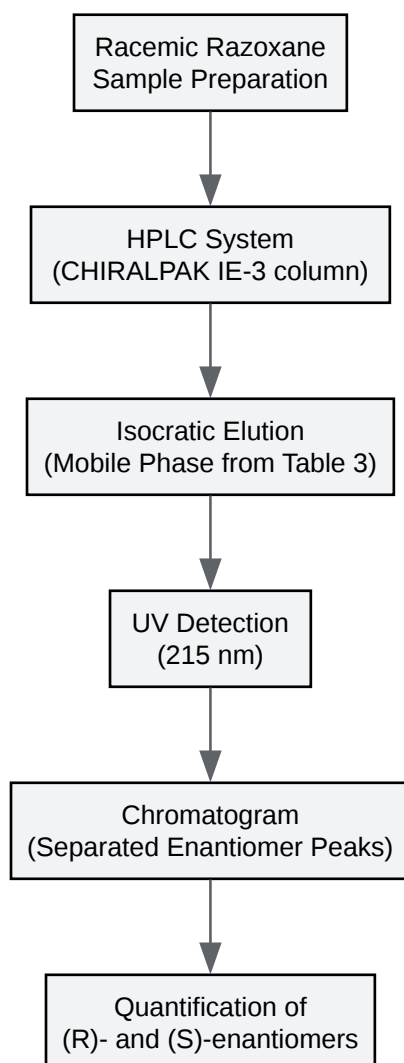 Racemic Razoxane
Sample Preparation
HPLC System
(CHIRALPAK IE-3 column)
Isocratic Elution
(Mobile Phase from Table 3)
UV Detection
(215 nm)
Chromatogram
(Separated Enantiomer Peaks)
Quantification of
(R)- and (S)-enantiomers